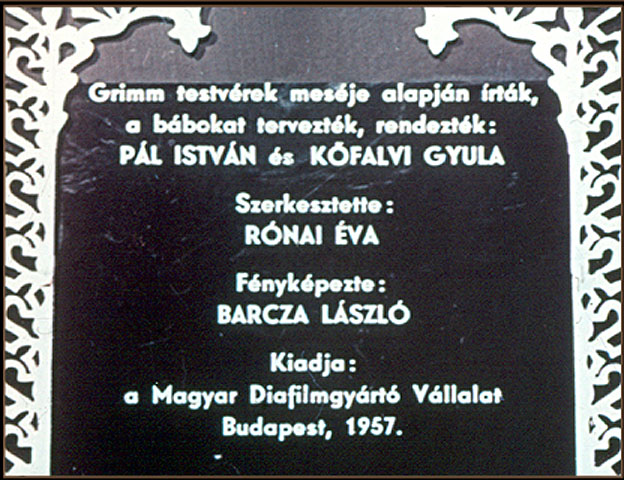 Grimm testvérek meséje alapján írták,
a bábokat tervezték, rendezték:
PÁL ISTVÁN és KŐFALVI GYULA
Szerkesztette:
RÓNAI ÉVA
Fényképezte:
BARCZA LÁSZLÓ
Kiadja:
a Magyar Diafilmgyártó Vállalat
Budapest, 1957.